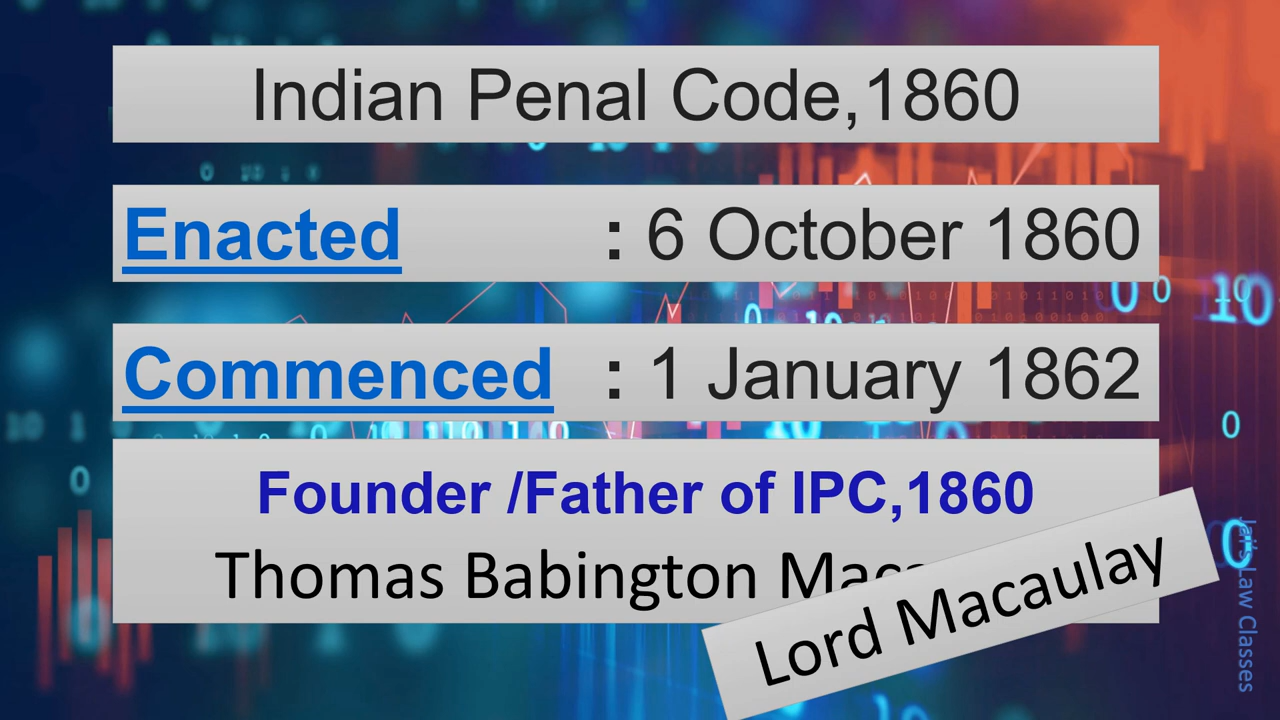 Indian Penal Code,1860
Enacted : 6 October 1860
Commenced : 1 January 1862
Founder /Father of IPC,1860
Thomas Babington
Lord Macaulay
Jai's Law Classes